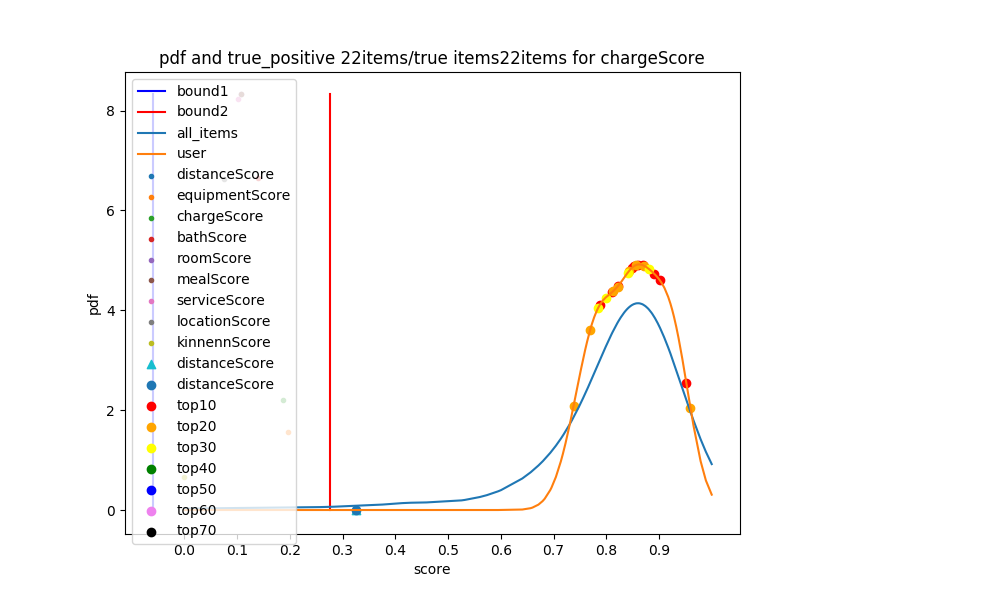 pdf and true_positive 22items/true items22items for chargeScore
bound1
bound2
all_items
user
distanceScore
equipmentScore
chargeScore
bathScore
roomScore
mealScore
serviceScore
locationScore
kinnennScore
distanceScore
distanceScore
top10
top20
top30
top40
top50
top60
top70
8
6
4
2
0
pdf
0.0 0.1 0.2 0.3 0.4 0.5 0.6 0.7 0.8 0.9
score